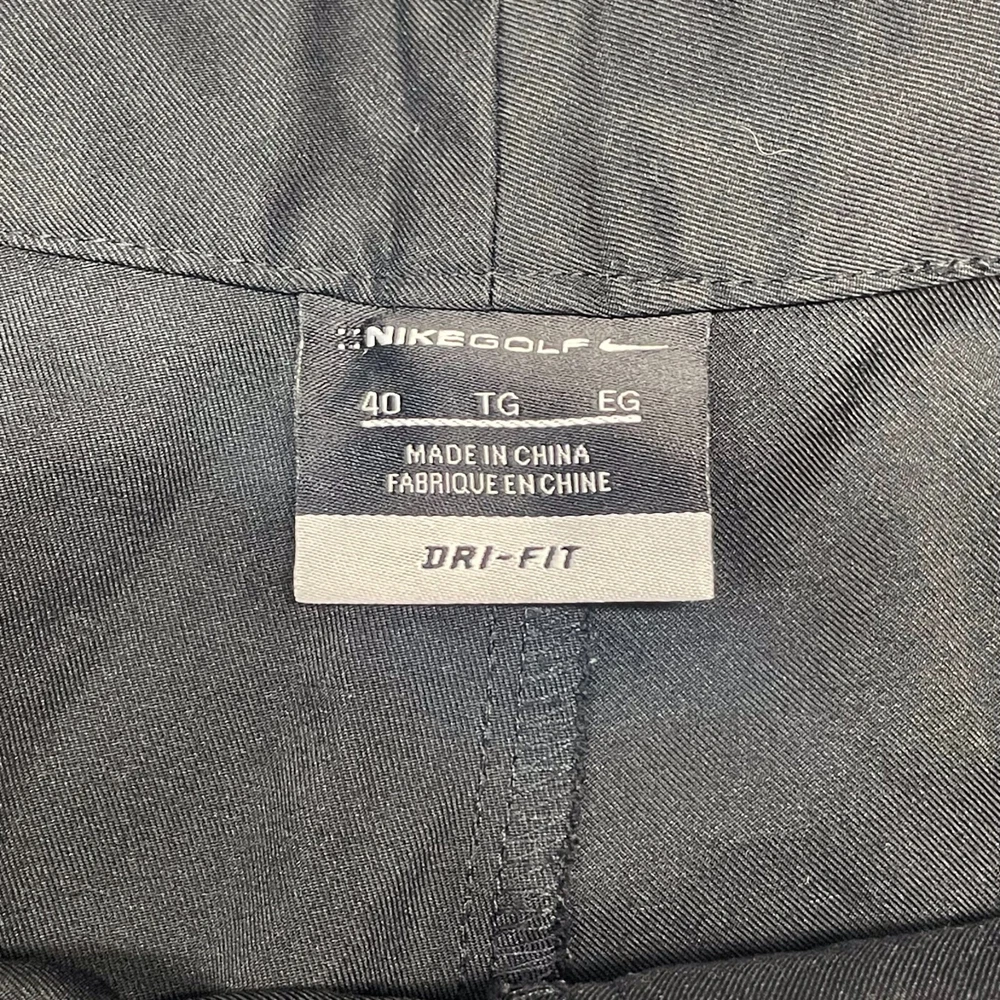 NIKEGOLF
40 TG EG
MADE IN CHINA
FABRIQUE EN CHINE
DRI-FIT